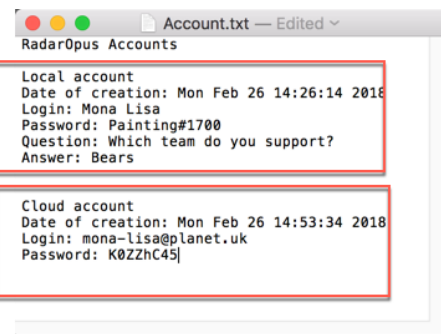 Account.txt — Edited
RadarOpus Accounts
Local account
Date of creation: Mon Feb 26 14:26:14 2018
Login: Mona Lisa
Password: Painting#1700
Question: Which team do you support?
Answer: Bears
Cloud account
Date of creation: Mon Feb 26 14:53:34 2018
Login: mona-lisa@planet.uk
Password: K0ZZhC45